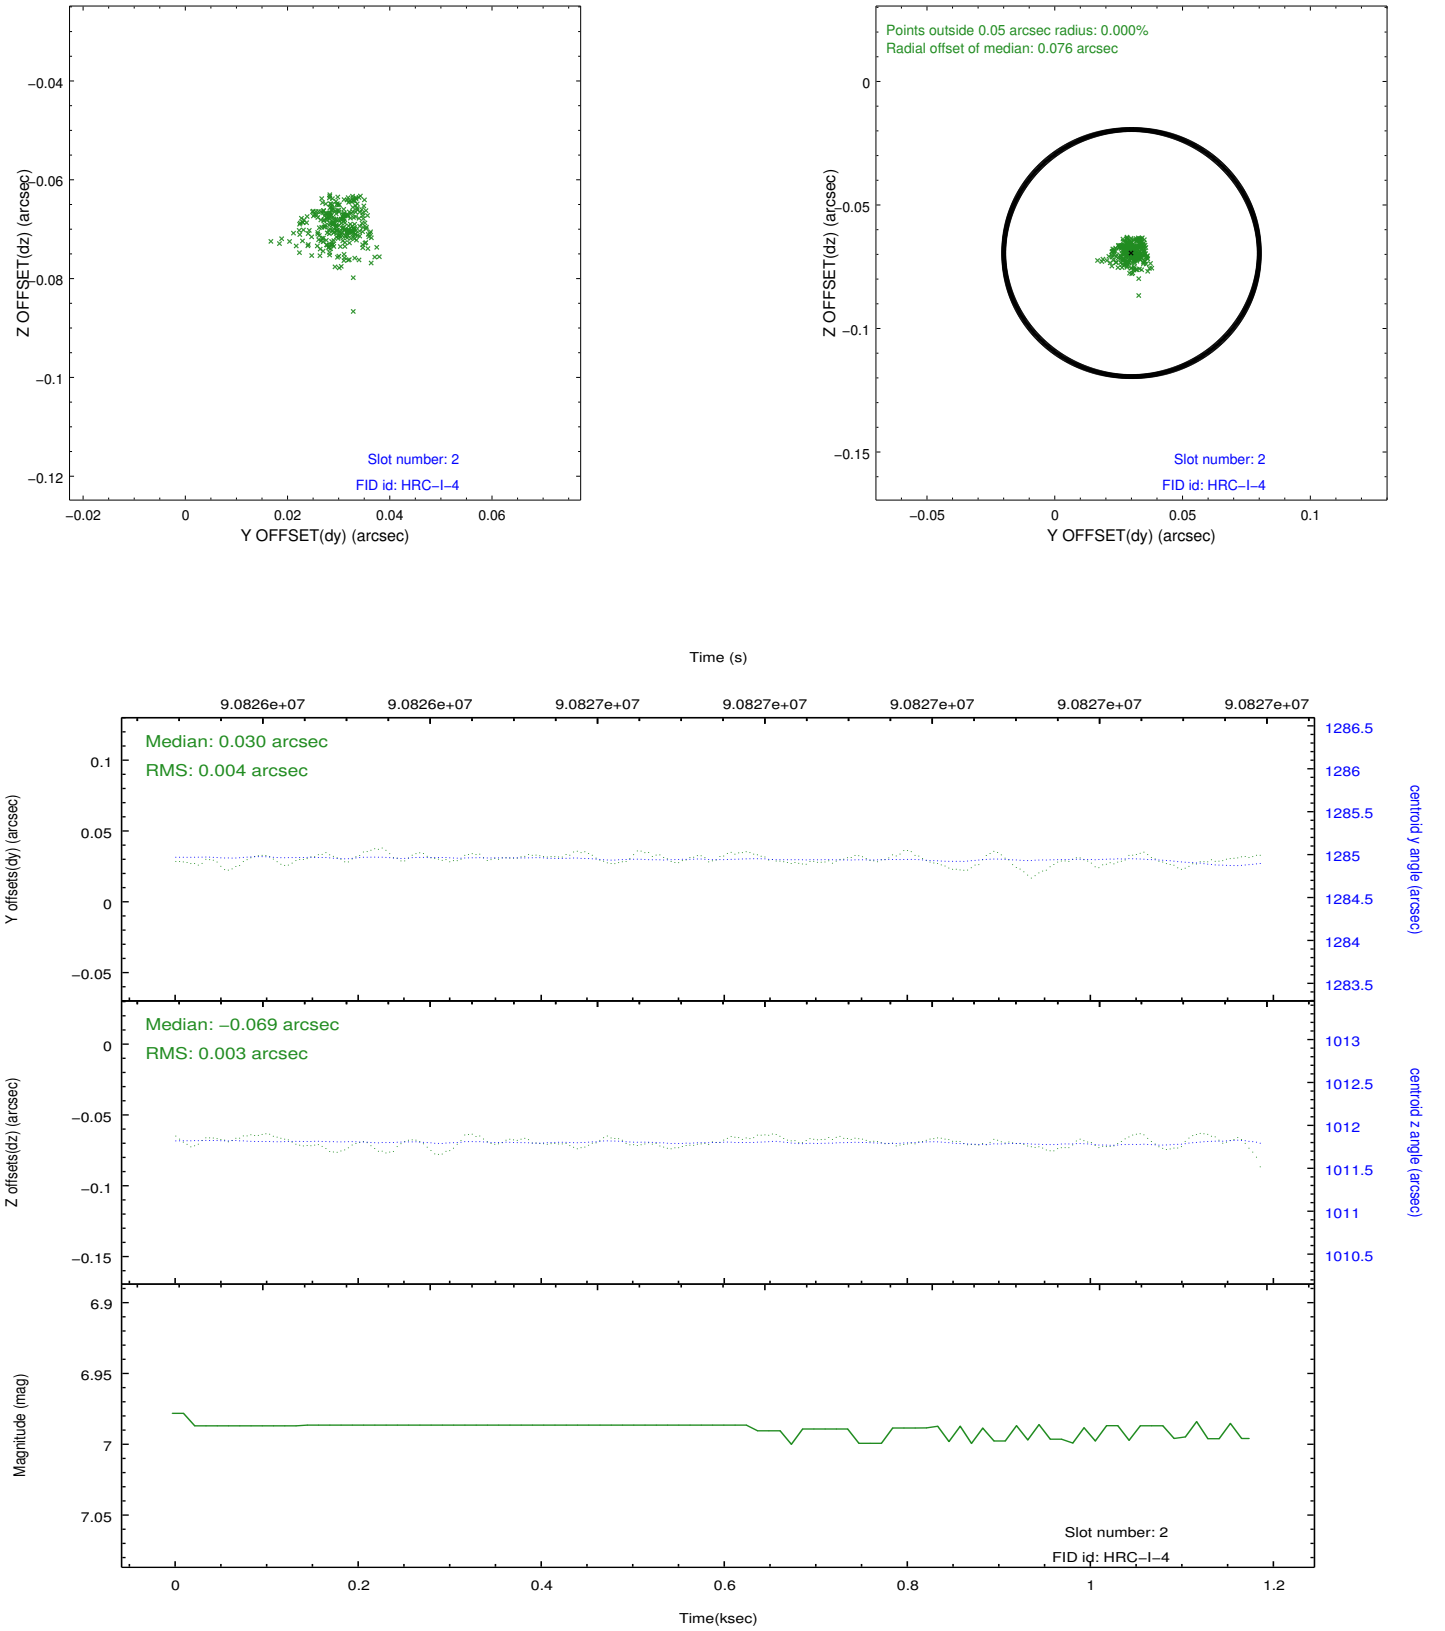 −0.04
−0.06
−0.08
−0.1
−0.12
Z OFFSET(dz) (arcsec)
Slot number: 2
FID id: HRC−I−4
−0.02 0 0.02 0.04 0.06
Y OFFSET(dy) (arcsec)
Points outside 0.05 arcsec radius: 0.000%
Radial offset of median: 0.076 arcsec
0
−0.05
−0.1
−0.15
Z OFFSET(dz) (arcsec)
Slot number: 2
FID id: HRC−I−4
−0.05 0 0.05 0.1
Y OFFSET(dy) (arcsec)
Time (s)
9.0826e+07 9.0826e+07 9.0827e+07 9.0827e+07 9.0827e+07 9.0827e+07 9.0827e+07
Median: 0.030 arcsec
RMS: 0.004 arcsec
0.1
0.05
0
−0.05
Y offsets(dy) (arcsec)
1286.5
1286
1285.5
1285
1284.5
1284
1283.5
centroid y angle (arcsec)
Median: −0.069 arcsec
RMS: 0.003 arcsec
0
−0.05
−0.1
−0.15
Z offsets(dz) (arcsec)
1013
1012.5
1012
1011.5
1011
1010.5
centroid z angle (arcsec)
6.9
6.95
7
7.05
Magnitude (mag)
Slot number: 2
FID id: HRC−I−4
0 0.2 0.4 0.6 0.8 1 1.2
Time(ksec)